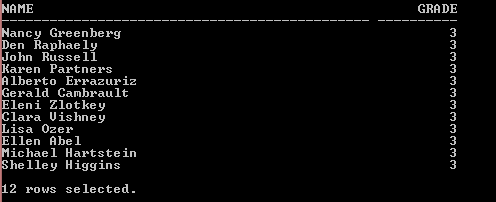 NAME GRADE
---------------------------------------------- ----------
Nancy Greenberg 3
Den Raphaely 3
John Russell 3
Karen Partners 3
Alberto Errazuriz 3
Gerald Cambrault 3
Eleni Zlotkey 3
Clara Vishney 3
Lisa Ozer 3
Ellen Abel 3
Michael Hartstein 3
Shelley Higgins 3
12 rows selected.